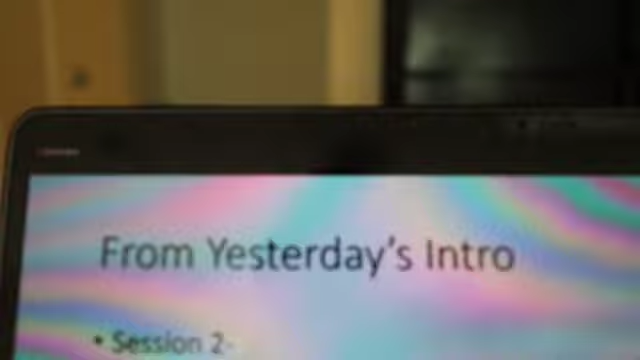 From Yesterday's Intro
• Session 2-